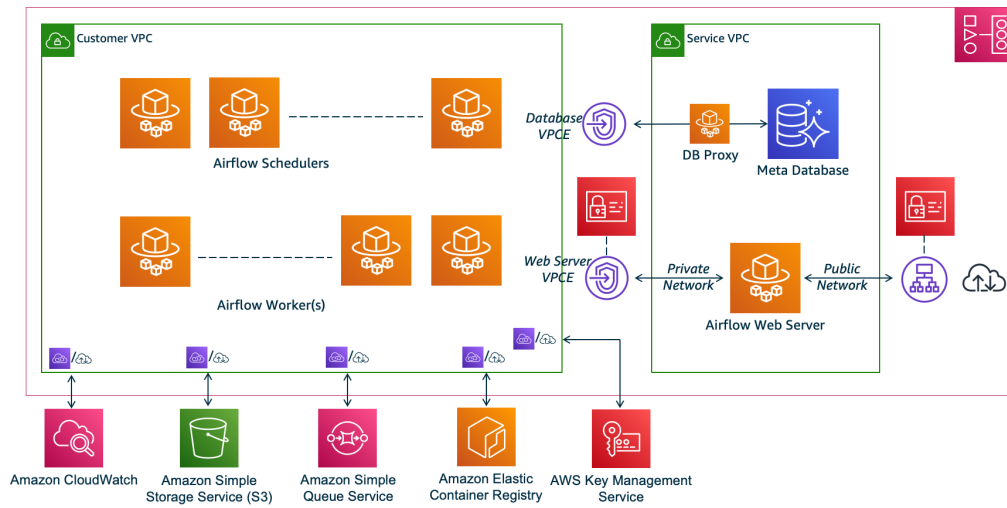 Customer VPC
Service VPC
Airflow Schedulers
Database
VPCE
DB Proxy
Meta Database
Airflow Worker(s)
Web Server
VPCE
Private
Network
Public
Network
Airflow Web Server
/
/
/
/
/
Amazon CloudWatch
Amazon Simple
Storage Service (S3)
Amazon Simple
Queue Service
Amazon Elastic
Container Registry
AWS Key Management
Service